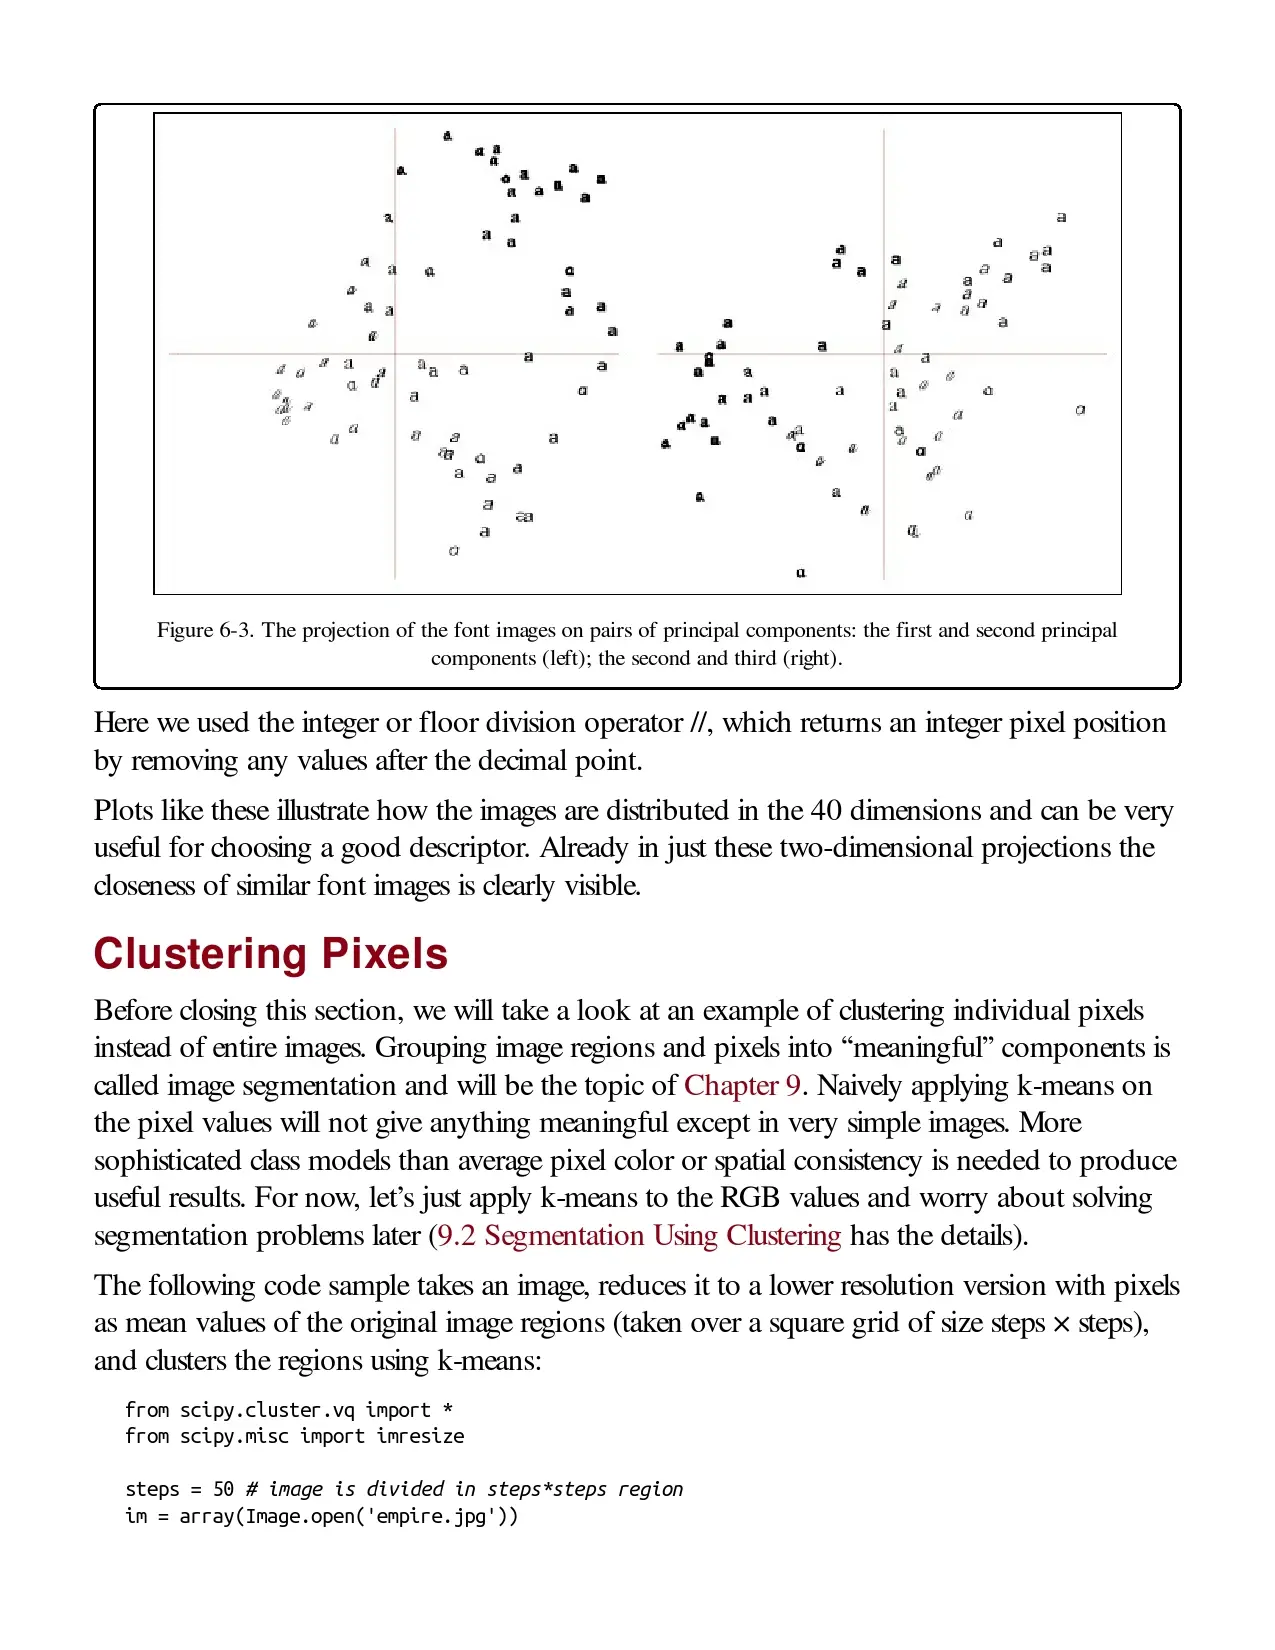 Figure 6-3. The projection of the font images on pairs of principal components: the first and second principal
components (left); the second and third (right).
Here we used the integer or floor division operator //, which returns an integer pixel position
by removing any values after the decimal point.
Plots like these illustrate how the images are distributed in the 40 dimensions and can be very
useful for choosing a good descriptor. Already in just these two-dimensional projections the
closeness of similar font images is clearly visible.
Clustering Pixels
Before closing this section, we will take a look at an example of clustering individual pixels
instead of entire images. Grouping image regions and pixels into “meaningful” components is
called image segmentation and will be the topic of Chapter 9. Naively applying k-means on
the pixel values will not give anything meaningful except in very simple images. More
sophisticated class models than average pixel color or spatial consistency is needed to produce
useful results. For now, let’s just apply k-means to the RGB values and worry about solving
segmentation problems later (9.2 Segmentation Using Clustering has the details).
The following code sample takes an image, reduces it to a lower resolution version with pixels
as mean values of the original image regions (taken over a square grid of size steps × steps),
and clusters the regions using k-means:
from scipy.cluster.vq import *
from scipy.misc import imresize
steps = 50 # image is divided in steps*steps region
im = array(Image.open('empire.jpg'))